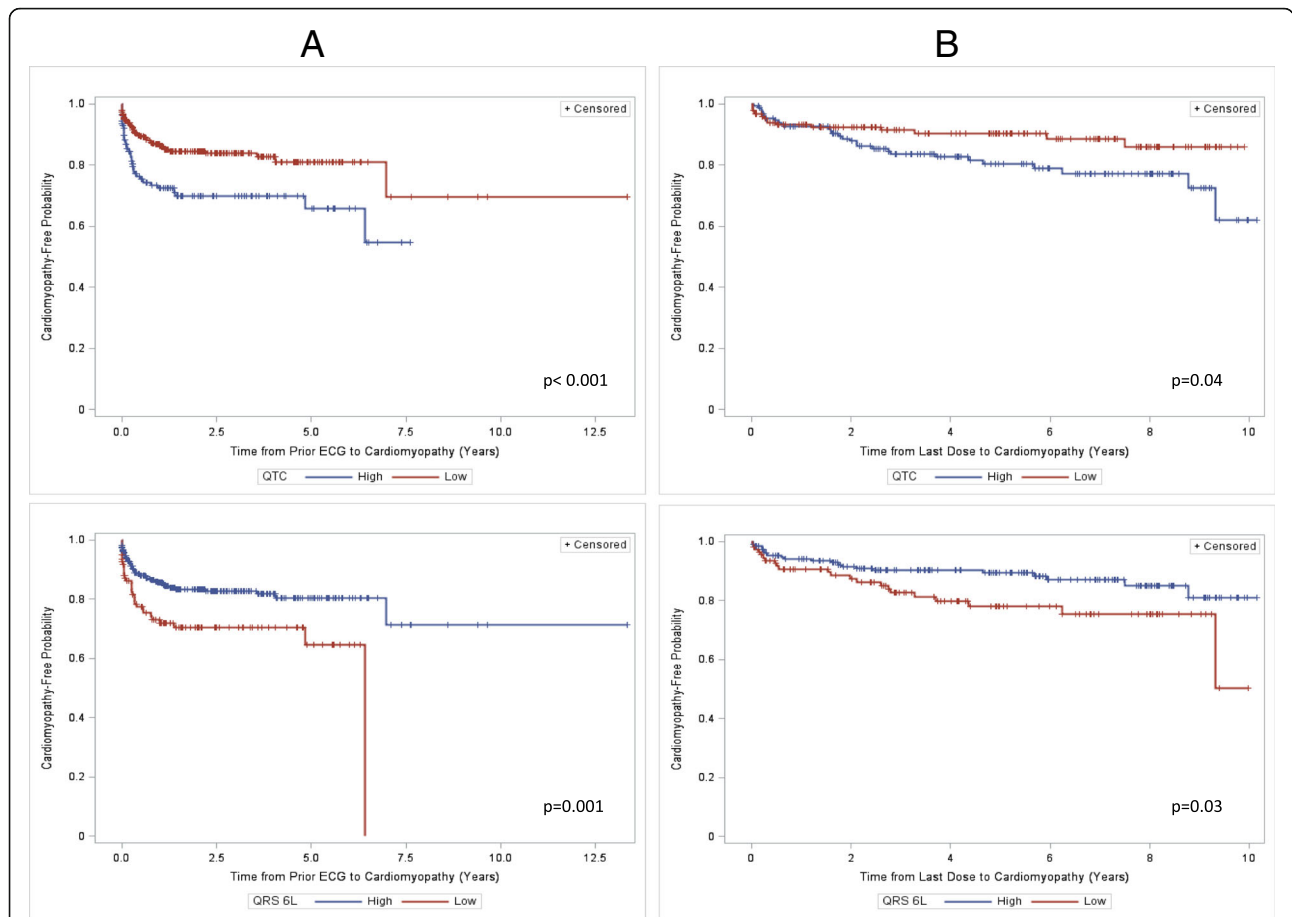 A
B
+ Censored
1.0
0.8
0.6
0.4
0.2
0
Cardiomyopathy-Free Probability
p< 0.001
0.0 2.5 5.0 7.5 10.0 12.5
Time from Prior ECG to Cardiomyopathy (Years)
QTC High Low
+ Censored
1.0
0.8
0.6
0.4
0.2
0
Cardiomyopathy-Free Probability
p=0.04
0 2 4 6 8 10
Time from Last Dose to Cardiomyopathy (Years)
QTC High Low
+ Censored
1.0
0.8
0.6
0.4
0.2
0
Cardiomyopathy-Free Probability
p=0.001
0.0 2.5 5.0 7.5 10.0 12.5
Time from Prior ECG to Cardiomyopathy (Years)
QRS 6L High Low
+ Censored
1.0
0.8
0.6
0.4
0.2
0
Cardiomyopathy-Free Probability
p=0.03
0 2 4 6 8 10
Time from Last Dose to Cardiomyopathy (Years)
QRS 6L High Low